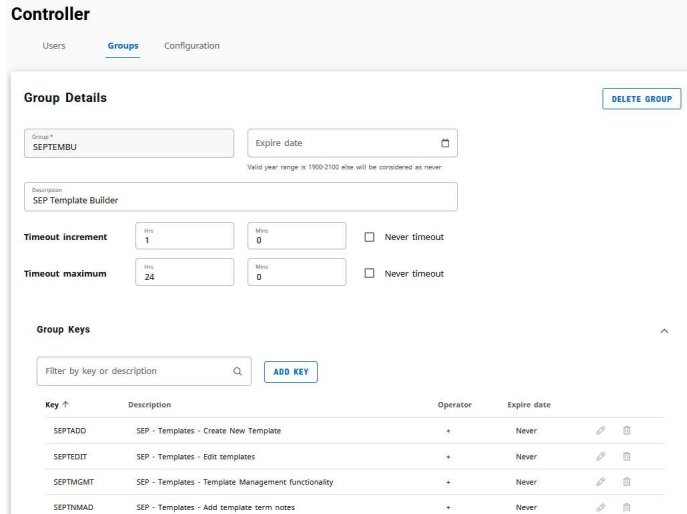 Controller
Users Groups Configuration
Group Details
DELETE GROUP
Group *
SEPTEMBU
Expire date
Valid year range is 1900-2100 else will be considered as never
Description
SEP Template Builder
Timeout increment
Hrs
1
Mins
0
Never timeout
Timeout maximum
Hrs
24
Mins
0
Never timeout
Group Keys
Filter by key or description
ADD KEY
Key ↑ Description Operator Expire date
SEPTADD SEP - Templates - Create New Template + Never
SEPTEDIT SEP - Templates - Edit templates + Never
SEPTMGMT SEP - Templates - Template Management functionality + Never
SEPTNMAD SEP - Templates - Add template term notes + Never